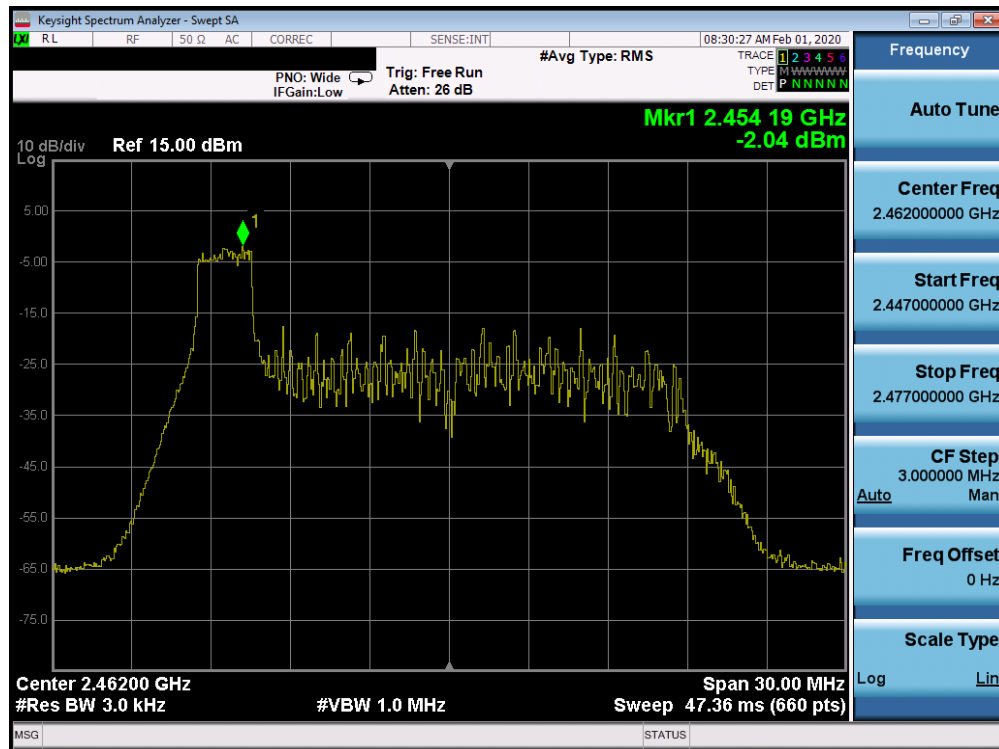 Keysight Spectrum Analyzer - Swept SA
LXI RL RF 50 Ω AC CORREC SENSE:INT 08:30:27 AM Feb 01, 2020
#Avg Type: RMS TRACE 1 2 3 4 5 6
PNO: Wide Trig: Free Run TYPE M WWWWW
IFGain:Low Atten: 26 dB DET P N N N N N
Mkr1 2.454 19 GHz
-2.04 dBm
10 dB/div Ref 15.00 dBm
Log
5.00
1
-5.00
-15.0
-25.0
-35.0
-45.0
-55.0
-65.0
-75.0
Center 2.46200 GHz Span 30.00 MHz
#Res BW 3.0 kHz #VBW 1.0 MHz Sweep 47.36 ms (660 pts)
MSG STATUS
Frequency
Auto Tune
Center Freq
2.462000000 GHz
Start Freq
2.447000000 GHz
Stop Freq
2.477000000 GHz
CF Step
3.000000 MHz
Auto Man
Freq Offset
0 Hz
Scale Type
Log Lin